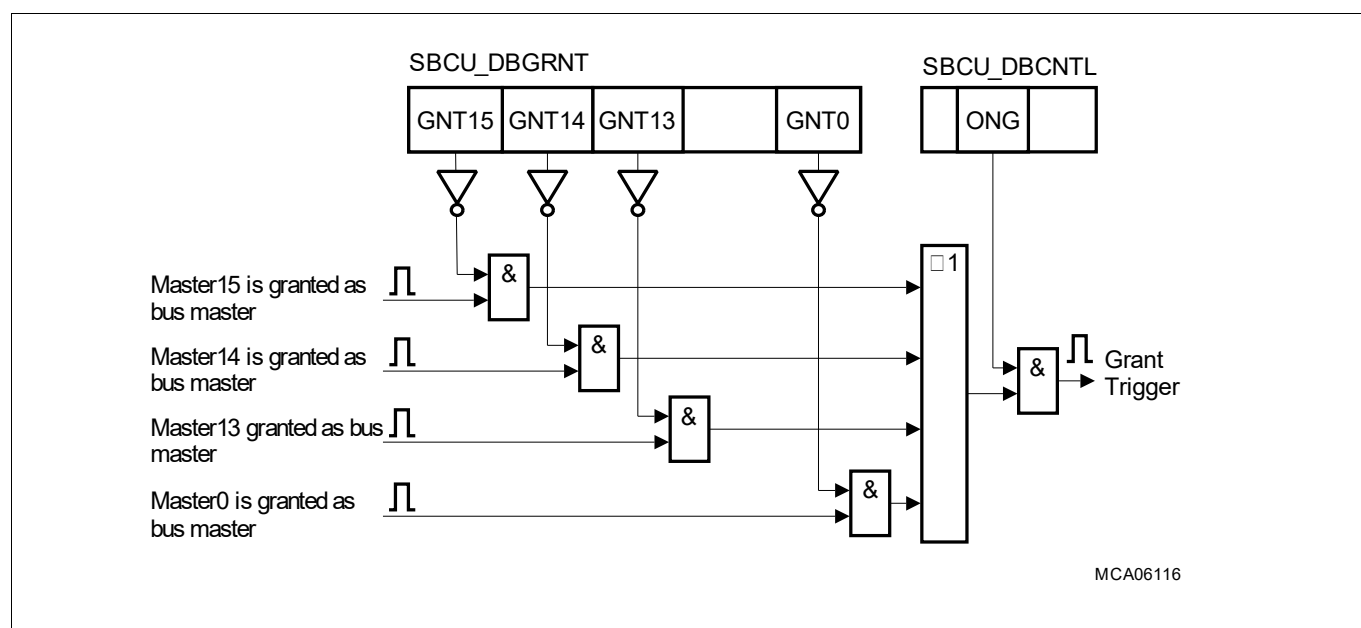 SBCU_DBGRNT
SBCU_DBCNTL
GNT15 GNT14 GNT13 GNT0
ONG
&
□1
Master15 is granted as
bus master
&
Master14 is granted as
bus master
&
Grant
Trigger
&
Master13 granted as bus
master
&
Master0 is granted as
bus master
MCA06116